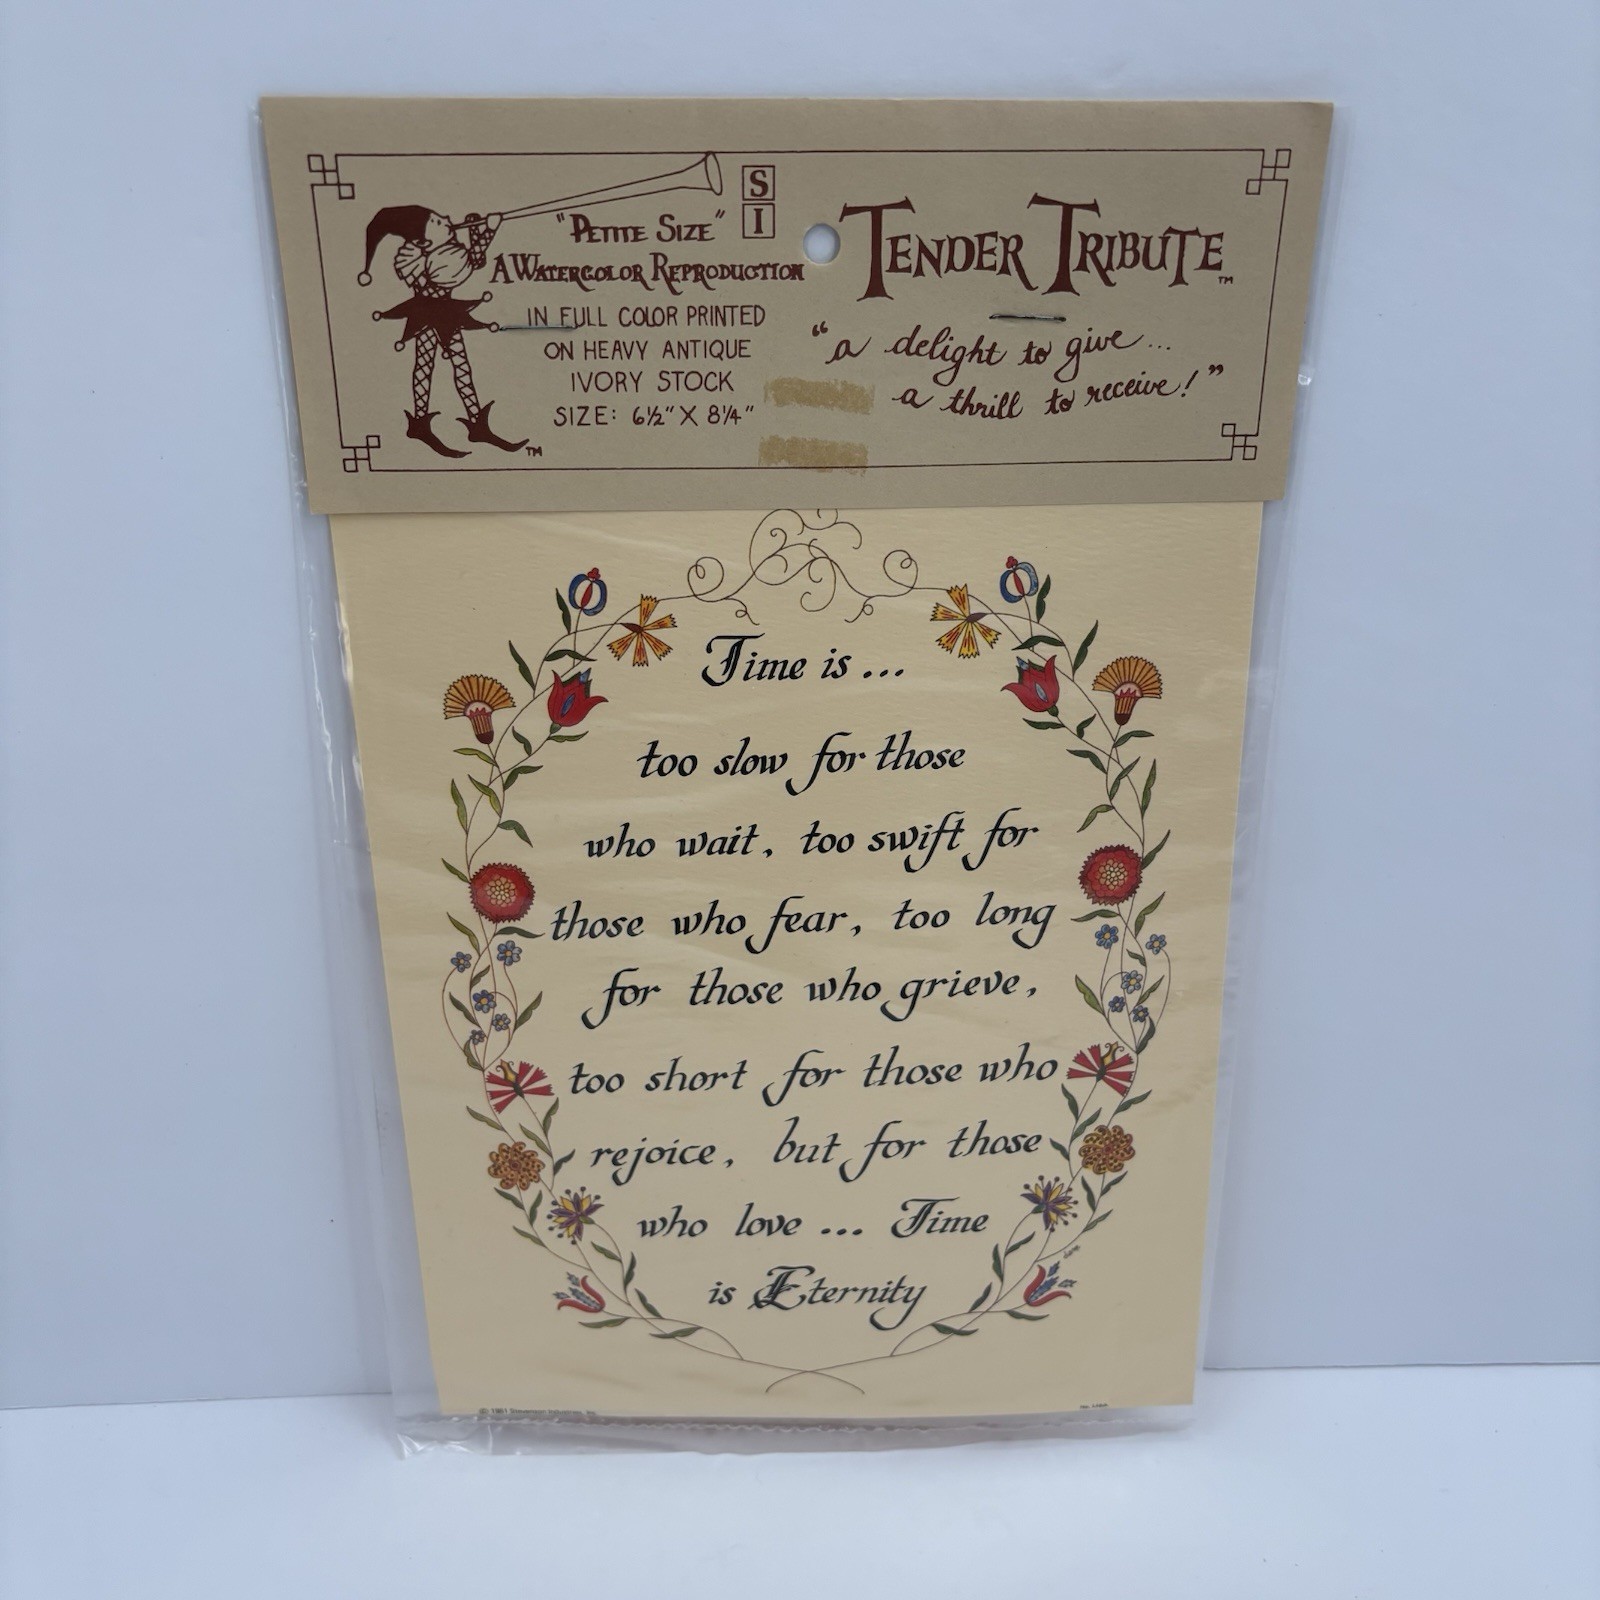 S
I
"PETITE SIZE"
A WATERCOLOR REPRODUCTION
IN FULL COLOR PRINTED
ON HEAVY ANTIQUE
IVORY STOCK
SIZE: 6½" X 8¼"
TM
TENDER TRIBUTE TM
"a delight to give...
a thrill to receive!"
Time is...
too slow for those
who wait, too swift for
those who fear, too long
for those who grieve,
too short for those who
rejoice, but for those
who love... Time
is Eternity